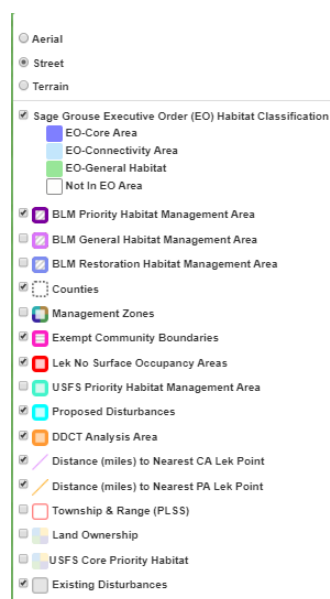 Aerial
Street
Terrain
Sage Grouse Executive Order (EO) Habitat Classification
EO-Core Area
EO-Connectivity Area
EO-General Habitat
Not In EO Area
BLM Priority Habitat Management Area
BLM General Habitat Management Area
BLM Restoration Habitat Management Area
Counties
Management Zones
Exempt Community Boundaries
Lek No Surface Occupancy Areas
USFS Priority Habitat Management Area
Proposed Disturbances
DDCT Analysis Area
Distance (miles) to Nearest CA Lek Point
Distance (miles) to Nearest PA Lek Point
Township & Range (PLSS)
Land Ownership
USFS Core Priority Habitat
Existing Disturbances